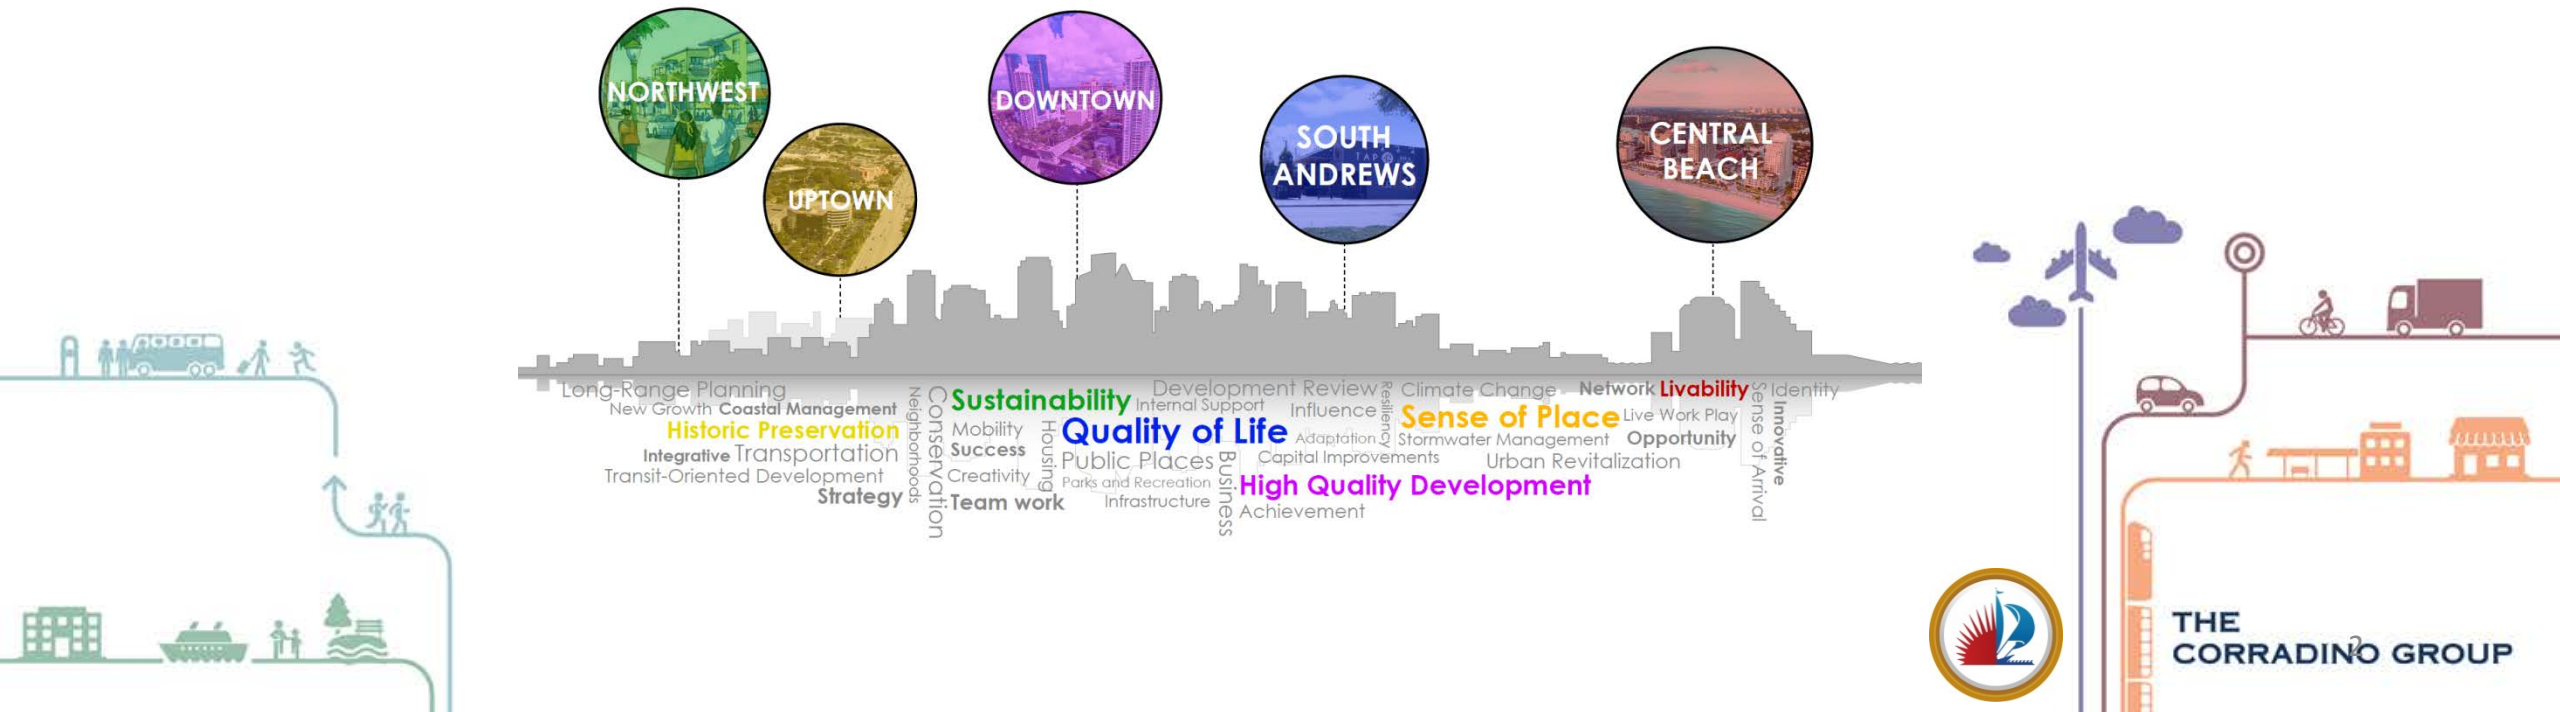 NORTHWEST
UPTOWN
DOWNTOWN
SOUTH
ANDREWS
CENTRAL
BEACH
Long-Range Planning
New Growth Coastal Management
Historic Preservation
Integrative Transportation
Transit-Oriented Development
Strategy
Neighborhoods
Conservation
Sustainability
Mobility
Success
Creativity
Team work
Housing
Development Review
Internal Support
Influence
Quality of Life
Adaptation
Public Places
Parks and Recreation
Infrastructure
Business
Resiliency
Climate Change
Network Livability
Sense of Place
Live Work Play
Stormwater Management
Opportunity
Capital Improvements
Urban Revitalization
High Quality Development
Achievement
Sense of Arrival
Identity
Innovative
THE
CORRADINO GROUP
2